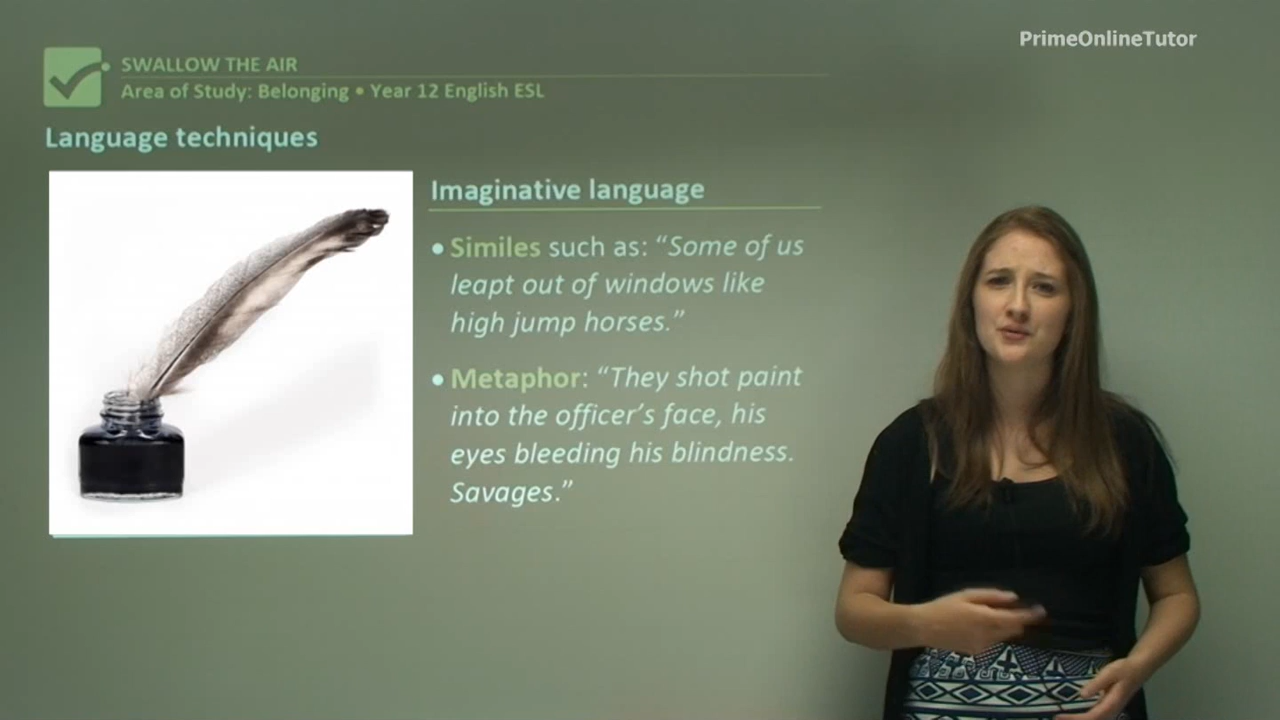 PrimeOnlineTutor
SWALLOW THE AIR
Area of Study: Belonging • Year 12 English ESL
Language techniques
Imaginative language
• Similes such as: “Some of us
leapt out of windows like
high jump horses.”
• Metaphor: “They shot paint
into the officer’s face, his
eyes bleeding his blindness.
Savages.”